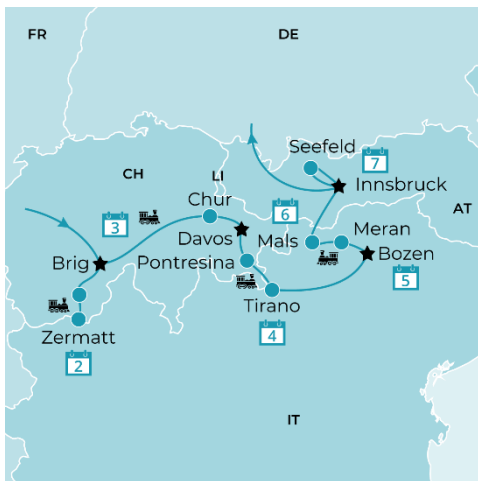 FR
DE
Seefeld
7
CH
LI
Innsbruck
Chur
6
Meran
AT
3
Davos
Mals
Brig
Pontresina
Bozen
5
Tirano
Zermatt
4
2
IT